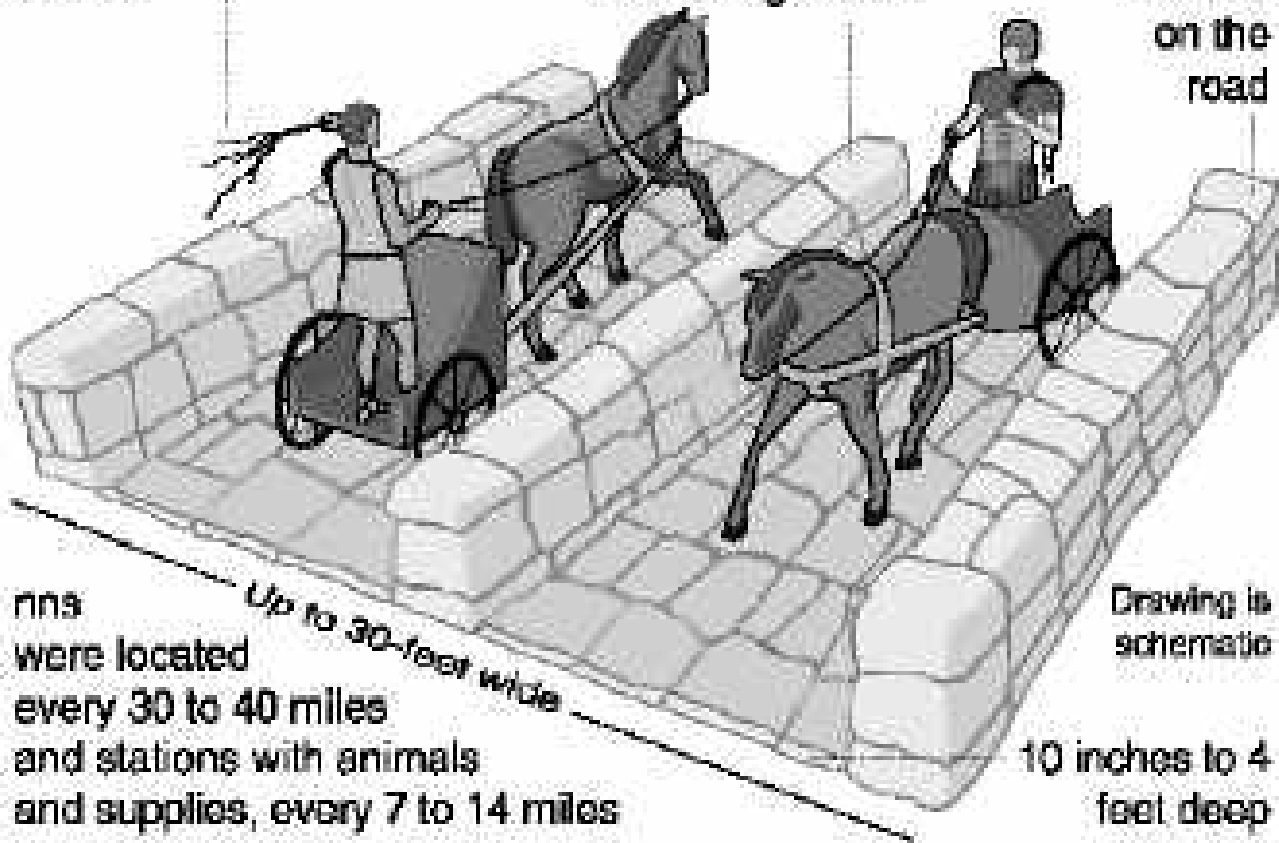 on the
road
Up to 30-feet wide
nns
were located
every 30 to 40 miles
and stations with animals
and supplies, every 7 to 14 miles
Drawing is
schematic
10 inches to 4
feet deep